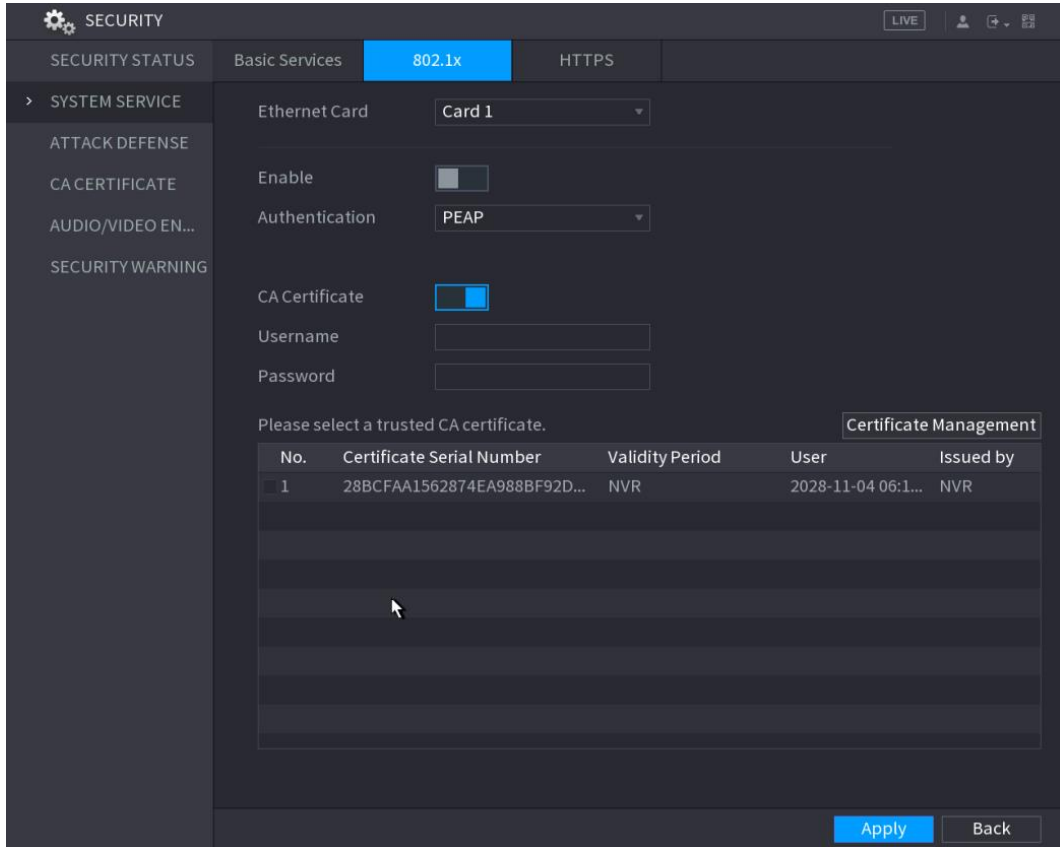 SECURITY
LIVE
SECURITY STATUS
SYSTEM SERVICE
ATTACK DEFENSE
CA CERTIFICATE
AUDIO/VIDEO EN...
SECURITY WARNING
Basic Services 802.1x HTTPS
Ethernet Card Card 1
Enable
Authentication PEAP
CA Certificate
Username
Password
Please select a trusted CA certificate. Certificate Management
No. Certificate Serial Number Validity Period User Issued by
1 28BCFAA1562874EA988BF92D... NVR 2028-11-04 06:1... NVR
Apply Back